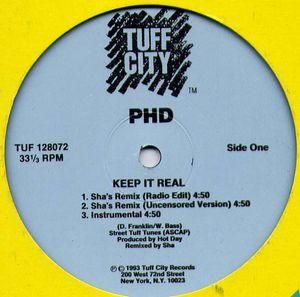 TUFF
CITY
TM
PHD
TUF 128072
33⅓ RPM
Side One
KEEP IT REAL
1. Sha's Remix (Radio Edit) 4:50
2. Sha's Remix (Uncensored Version) 4:50
3. Instrumental 4:50
(D. Franklin/W. Bass)
Street Tuff Tunes (ASCAP)
Produced by Hot Day
Remixed by Sha
℗ © 1993 Tuff City Records
200 West 72nd Street
New York, N.Y. 10023